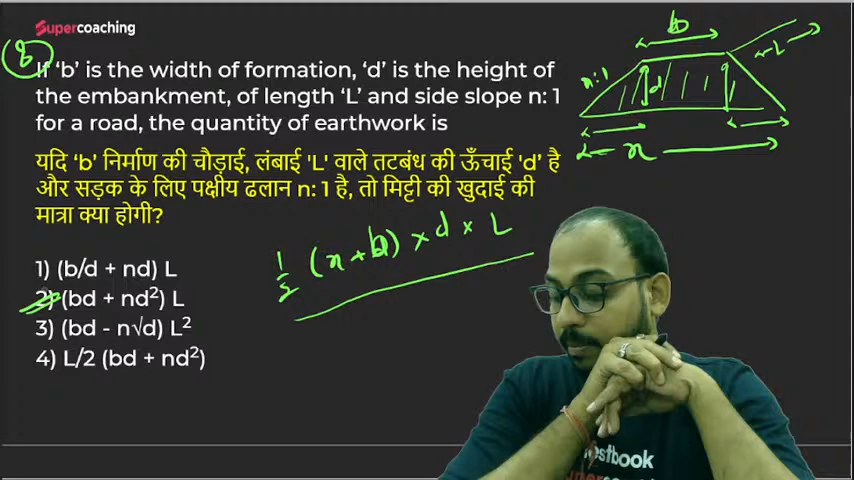 Supercoaching
8
If 'b' is the width of formation, 'd' is the height of
the embankment, of length 'L' and side slope n: 1
for a road, the quantity of earthwork is
यदि 'b' निर्माण की चौड़ाई, लंबाई 'L' वाले तटबंध की ऊँचाई 'd' है
और सड़क के लिए पक्षीय ढलान n: 1 है, तो मिट्टी की खुदाई की
मात्रा क्या होगी?
1) (b/d + nd) L
2) (bd + nd²) L
3) (bd - n√d) L²
4) L/2 (bd + nd²)
b
L
n:1
d
x
1/2 (x + b) × d × L
testbook